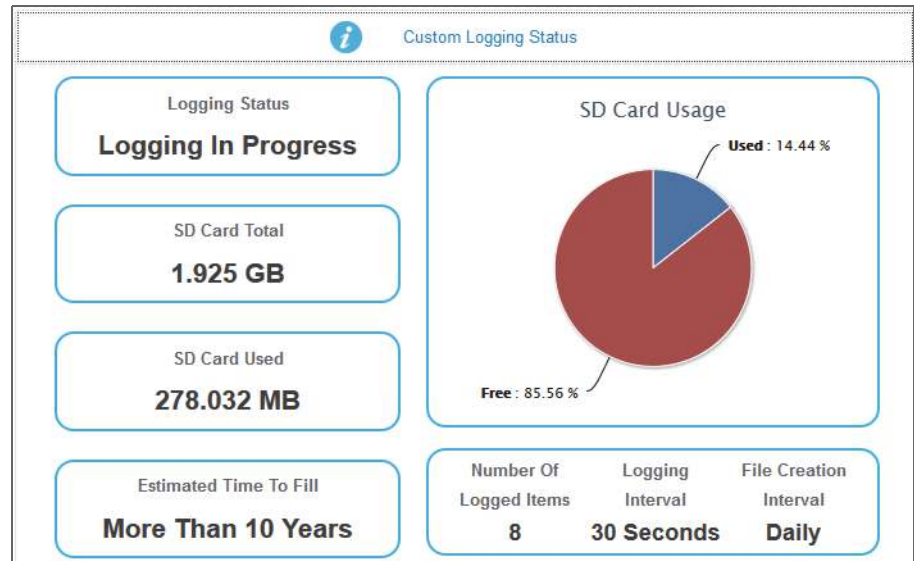 Custom Logging Status
Logging Status
Logging In Progress
SD Card Total
1.925 GB
SD Card Used
278.032 MB
Estimated Time To Fill
More Than 10 Years
SD Card Usage
Used : 14.44 %
Free : 85.56 %
Number Of
Logged Items
8
Logging
Interval
30 Seconds
File Creation
Interval
Daily